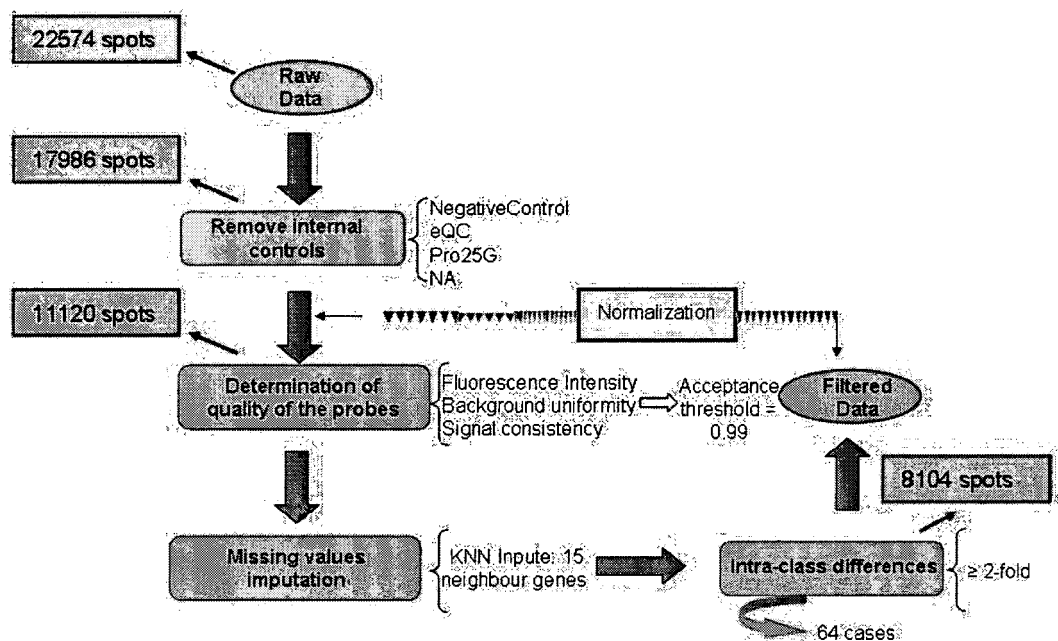 22574 spots
Raw
Data
17986 spots
Remove internal
controls
NegativeControl
eQC
Pro25G
NA
11120 spots
Normalization
Determination of
quality of the probes
Fluorescence Intensity
Background uniformity
Signal consistency
Acceptance
threshold =
0.99
Filtered
Data
8104 spots
Missing values
imputation
KNN Inpute: 15
neighbour genes
Intra-class differences
≥ 2-fold
64 cases